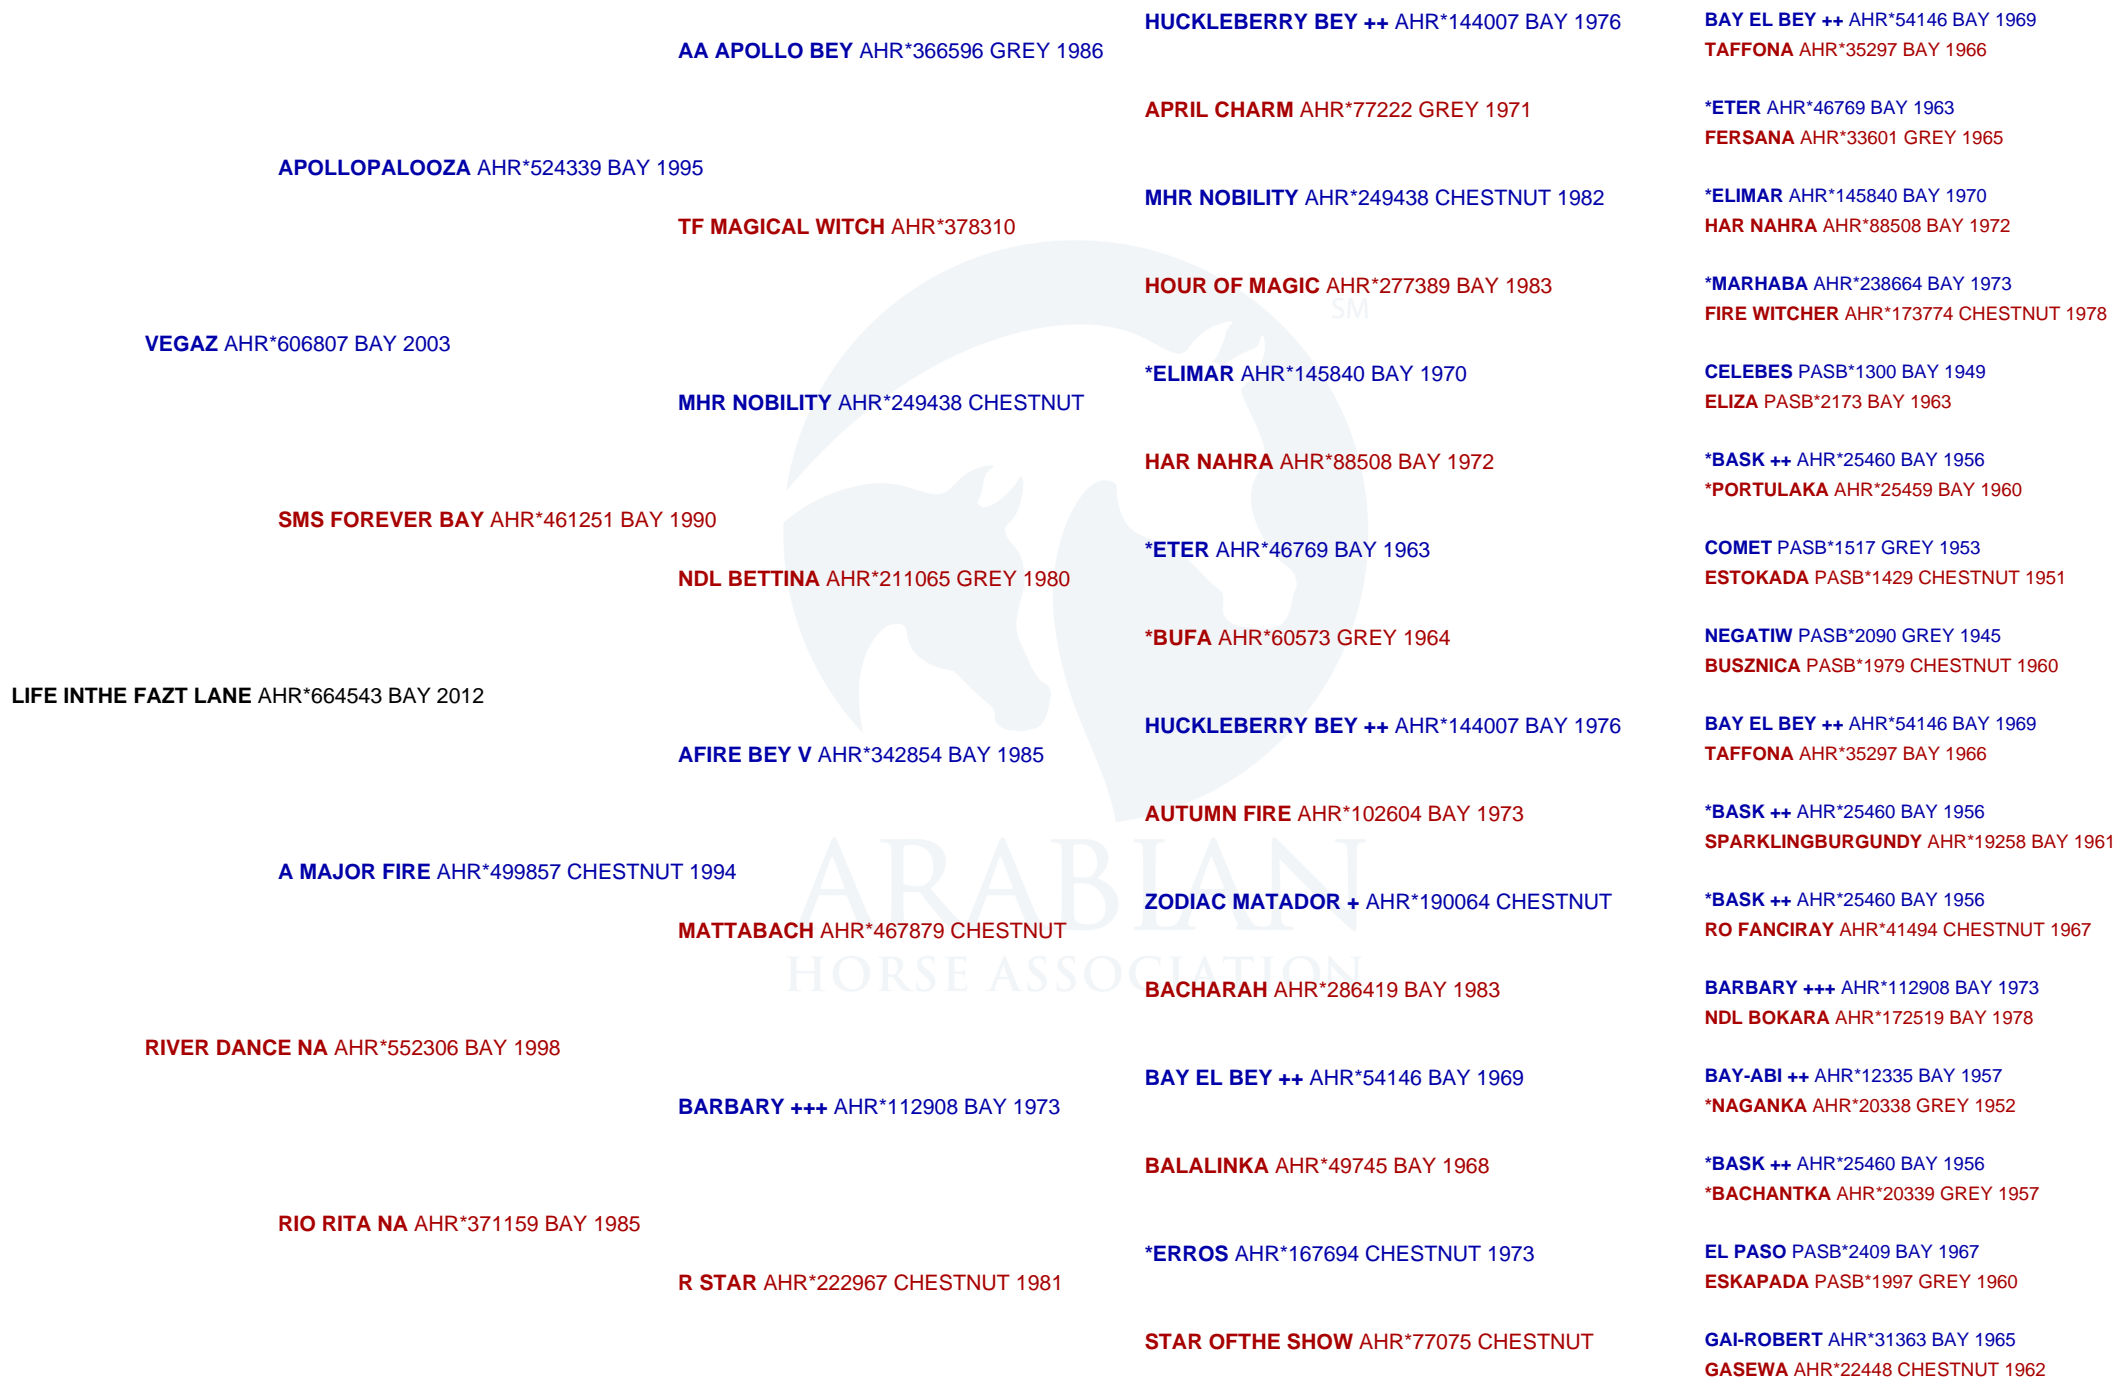 HUCKLEBERRY BEY ++ AHR*144007 BAY 1976
BAY EL BEY ++ AHR*54146 BAY 1969
AA APOLLO BEY AHR*366596 GREY 1986
TAFFONA AHR*35297 BAY 1966
APRIL CHARM AHR*77222 GREY 1971
*ETER AHR*46769 BAY 1963
FERSANA AHR*33601 GREY 1965
APOLLOPALOOZA AHR*524339 BAY 1995
MHR NOBILITY AHR*249438 CHESTNUT 1982
*ELIMAR AHR*145840 BAY 1970
TF MAGICAL WITCH AHR*378310
HAR NAHRA AHR*88508 BAY 1972
HOUR OF MAGIC AHR*277389 BAY 1983
*MARHABA AHR*238664 BAY 1973
SM
FIRE WITCHER AHR*173774 CHESTNUT 1978
VEGAZ AHR*606807 BAY 2003
*ELIMAR AHR*145840 BAY 1970
CELEBES PASB*1300 BAY 1949
MHR NOBILITY AHR*249438 CHESTNUT
ELIZA PASB*2173 BAY 1963
HAR NAHRA AHR*88508 BAY 1972
*BASK ++ AHR*25460 BAY 1956
*PORTULAKA AHR*25459 BAY 1960
SMS FOREVER BAY AHR*461251 BAY 1990
*ETER AHR*46769 BAY 1963
COMET PASB*1517 GREY 1953
NDL BETTINA AHR*211065 GREY 1980
ESTOKADA PASB*1429 CHESTNUT 1951
*BUFA AHR*60573 GREY 1964
NEGATIW PASB*2090 GREY 1945
BUSZNICA PASB*1979 CHESTNUT 1960
LIFE INTHE FAZT LANE AHR*664543 BAY 2012
HUCKLEBERRY BEY ++ AHR*144007 BAY 1976
BAY EL BEY ++ AHR*54146 BAY 1969
AFIRE BEY V AHR*342854 BAY 1985
TAFFONA AHR*35297 BAY 1966
AUTUMN FIRE AHR*102604 BAY 1973
*BASK ++ AHR*25460 BAY 1956
SPARKLINGBURGUNDY AHR*19258 BAY 1961
A MAJOR FIRE AHR*499857 CHESTNUT 1994
ARABIAN
ZODIAC MATADOR + AHR*190064 CHESTNUT
*BASK ++ AHR*25460 BAY 1956
MATTABACH AHR*467879 CHESTNUT
RO FANCIRAY AHR*41494 CHESTNUT 1967
HORSE ASSOCIATION
BACHARAH AHR*286419 BAY 1983
BARBARY +++ AHR*112908 BAY 1973
NDL BOKARA AHR*172519 BAY 1978
RIVER DANCE NA AHR*552306 BAY 1998
BAY EL BEY ++ AHR*54146 BAY 1969
BAY-ABI ++ AHR*12335 BAY 1957
BARBARY +++ AHR*112908 BAY 1973
*NAGANKA AHR*20338 GREY 1952
BALALINKA AHR*49745 BAY 1968
*BASK ++ AHR*25460 BAY 1956
*BACHANTKA AHR*20339 GREY 1957
RIO RITA NA AHR*371159 BAY 1985
*ERROS AHR*167694 CHESTNUT 1973
EL PASO PASB*2409 BAY 1967
R STAR AHR*222967 CHESTNUT 1981
ESKAPADA PASB*1997 GREY 1960
STAR OFTHE SHOW AHR*77075 CHESTNUT
GAI-ROBERT AHR*31363 BAY 1965
GASEWA AHR*22448 CHESTNUT 1962